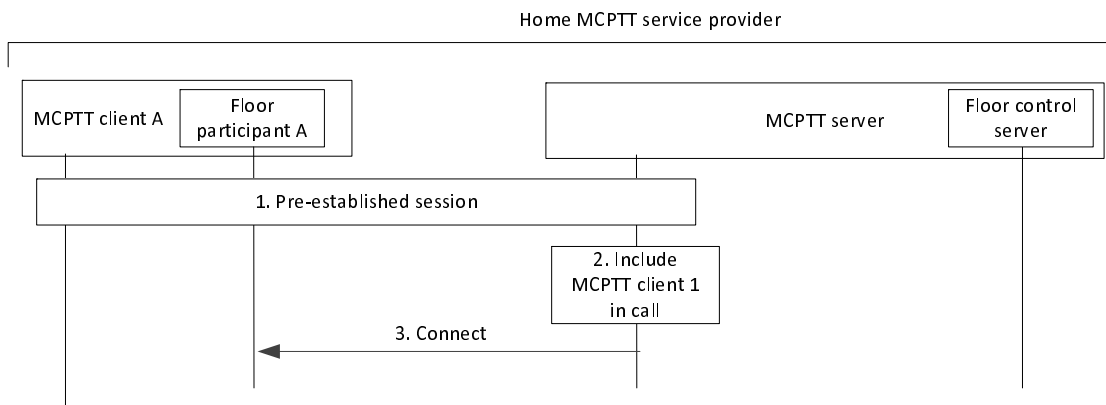 Home MCPTT service provider
MCPTT client A
Floor
participant A
MCPTT server
Floor control
server
1. Pre-established session
2. Include
MCPTT client 1
in call
3. Connect